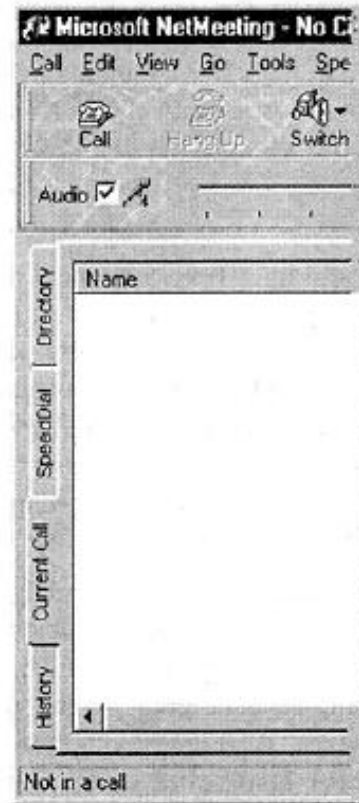 Microsoft NetMeeting - No C
Call Edit View Go Tools Spe
Call Hang Up Switch
Audio
Directory
Name
SpeedDial
Current Call
History
Not in a call